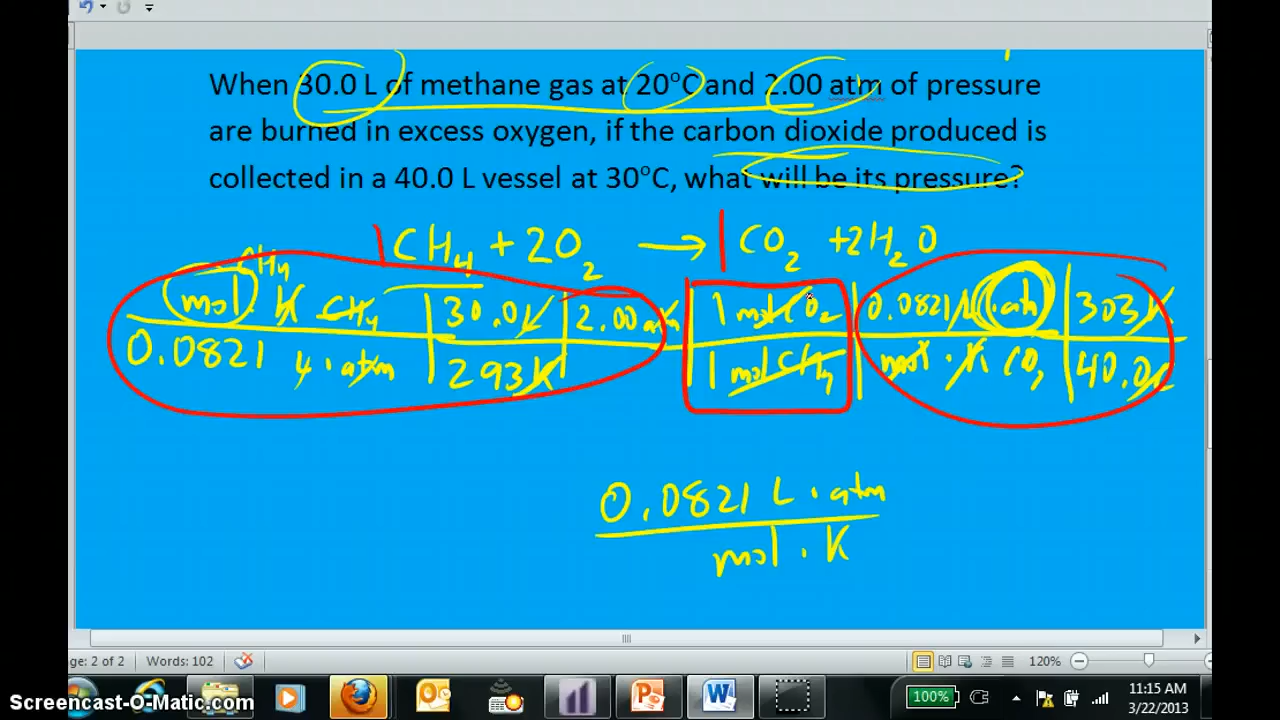 When 30.0 L of methane gas at 20°C and 2.00 atm of pressure
are burned in excess oxygen, if the carbon dioxide produced is
collected in a 40.0 L vessel at 30°C, what will be its pressure?
1 CH₄ + 2O₂ → 1 CO₂ + 2H₂O
CH₄
mol · K CH₄ | 30.0 L | 2.00 atm | 1 mol CO₂ | 0.0821 L · atm | 303 K
0.0821 L · atm | 293 K | 1 mol CH₄ | mol · K CO₂ | 40.0 L
0.0821 L · atm
mol · K
ge: 2 of 2 Words: 102 120%
Screencast-O-Matic.com
100%
11:15 AM
3/22/2013